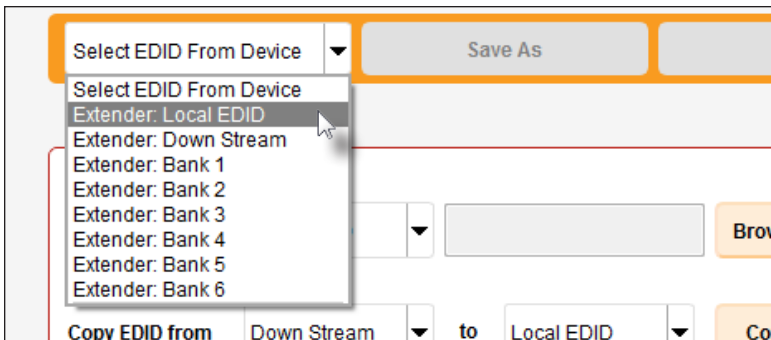 Select EDID From Device
Save As
Select EDID From Device
Extender: Local EDID
Extender: Down Stream
Extender: Bank 1
Extender: Bank 2
Extender: Bank 3
Extender: Bank 4
Extender: Bank 5
Extender: Bank 6
Copy EDID from
Down Stream
to
Local EDID